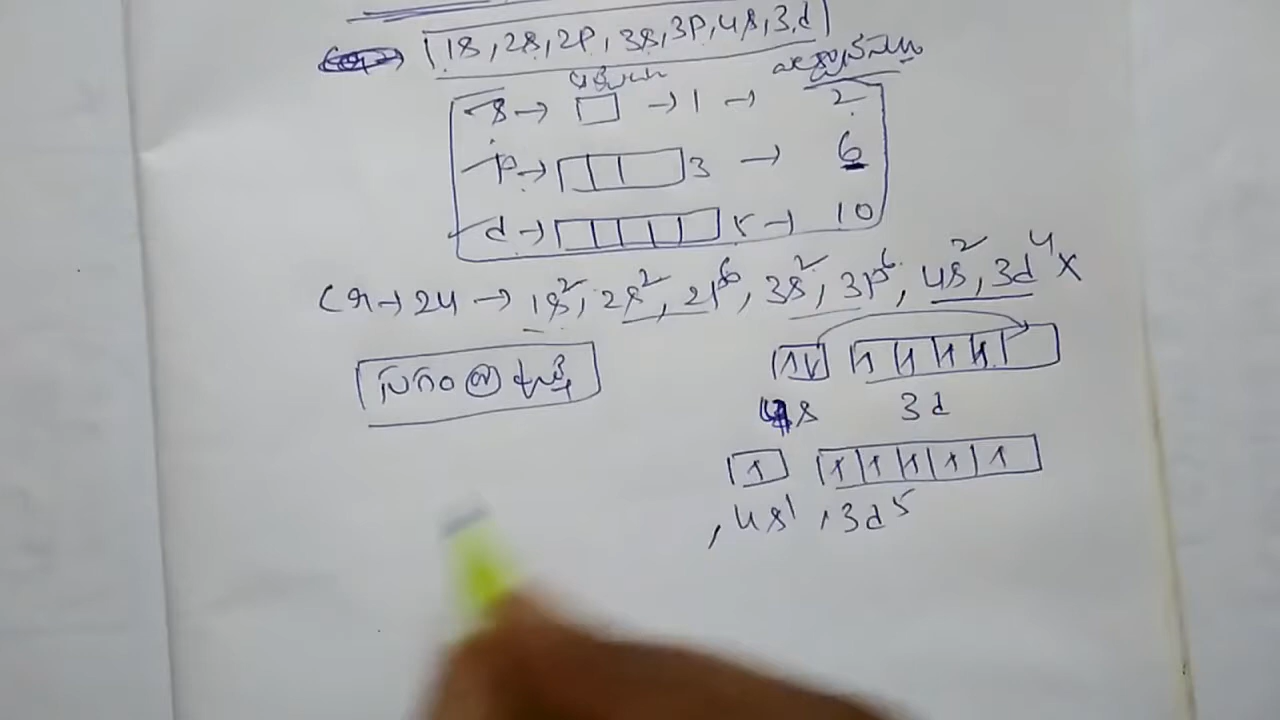 1s, 2s, 2p, 3s, 3p, 4s, 3d
s → → 1 → 2
p → 3 → 6
d → 5 → 10
Cr → 24 → 1s², 2s², 2p⁶, 3s², 3p⁶, 4s², 3d⁴ X
4s 3d
, 4s¹, 3d⁵